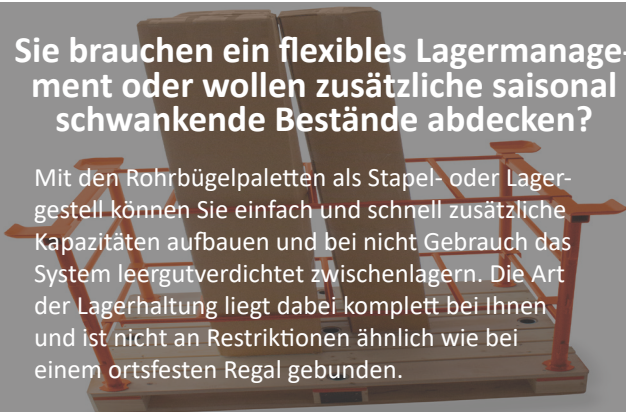 Sie brauchen ein flexibles Lagermanage-
ment oder wollen zusätzliche saisonal
schwankende Bestände abdecken?
Mit den Rohrbügelpaletten als Stapel- oder Lager-
gestell können Sie einfach und schnell zusätzliche
Kapazitäten aufbauen und bei nicht Gebrauch das
System leergutverdichtet zwischenlagern. Die Art
der Lagerhaltung liegt dabei komplett bei Ihnen
und ist nicht an Restriktionen ähnlich wie bei
einem ortsfesten Regal gebunden.